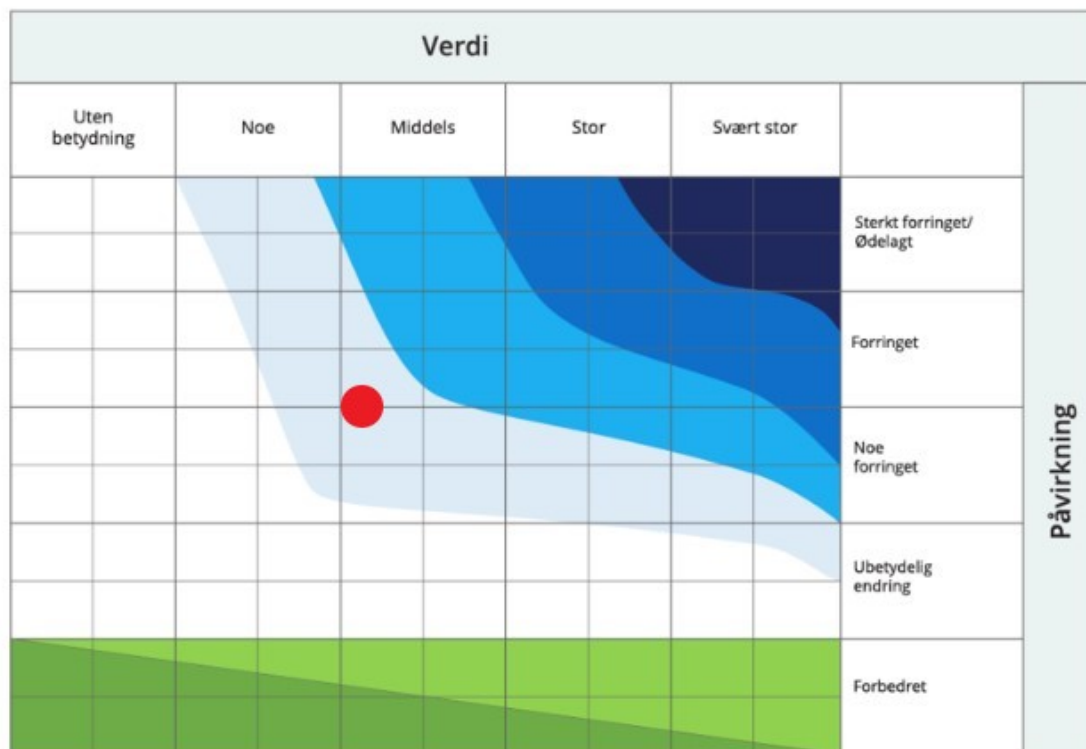 Verdi
Uten
betydning
Noe
Middels
Stor
Svært stor
Sterkt forringet/
Ødelagt
Forringet
Noe
forringet
Ubetydelig
endring
Forbedret
Påvirkning